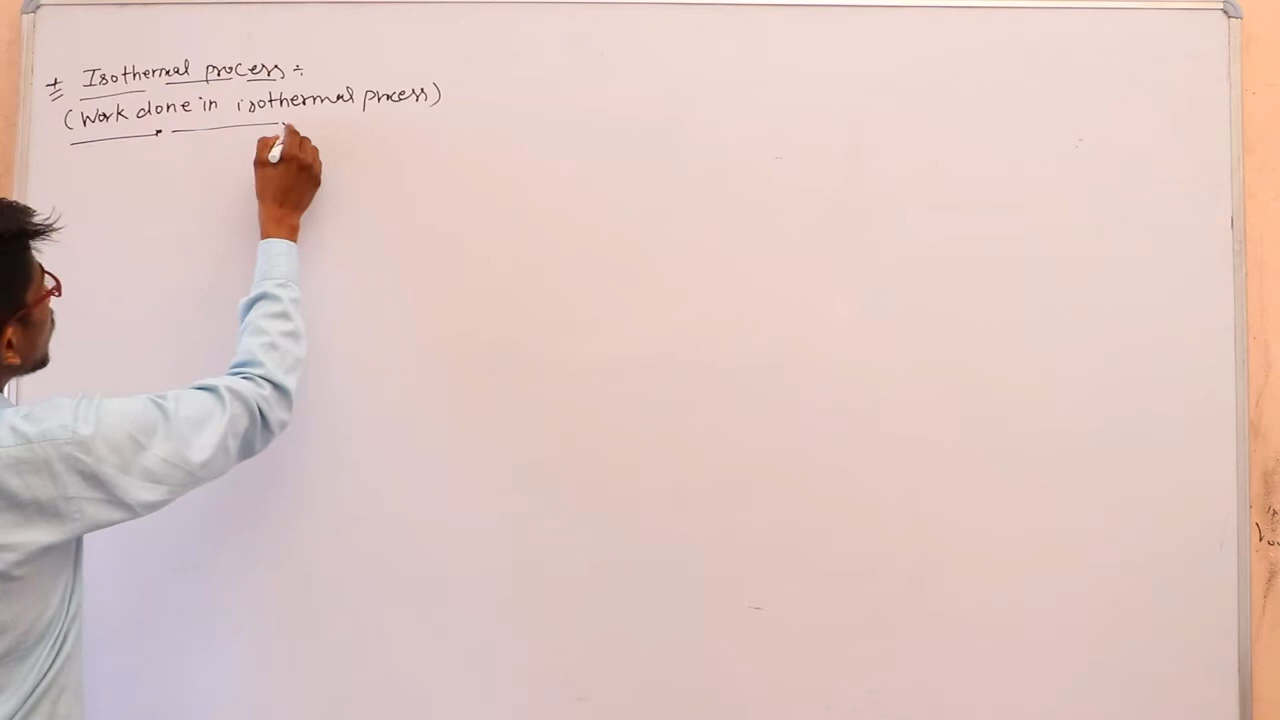 * Isothermal process ÷
(Work done in isothermal process)